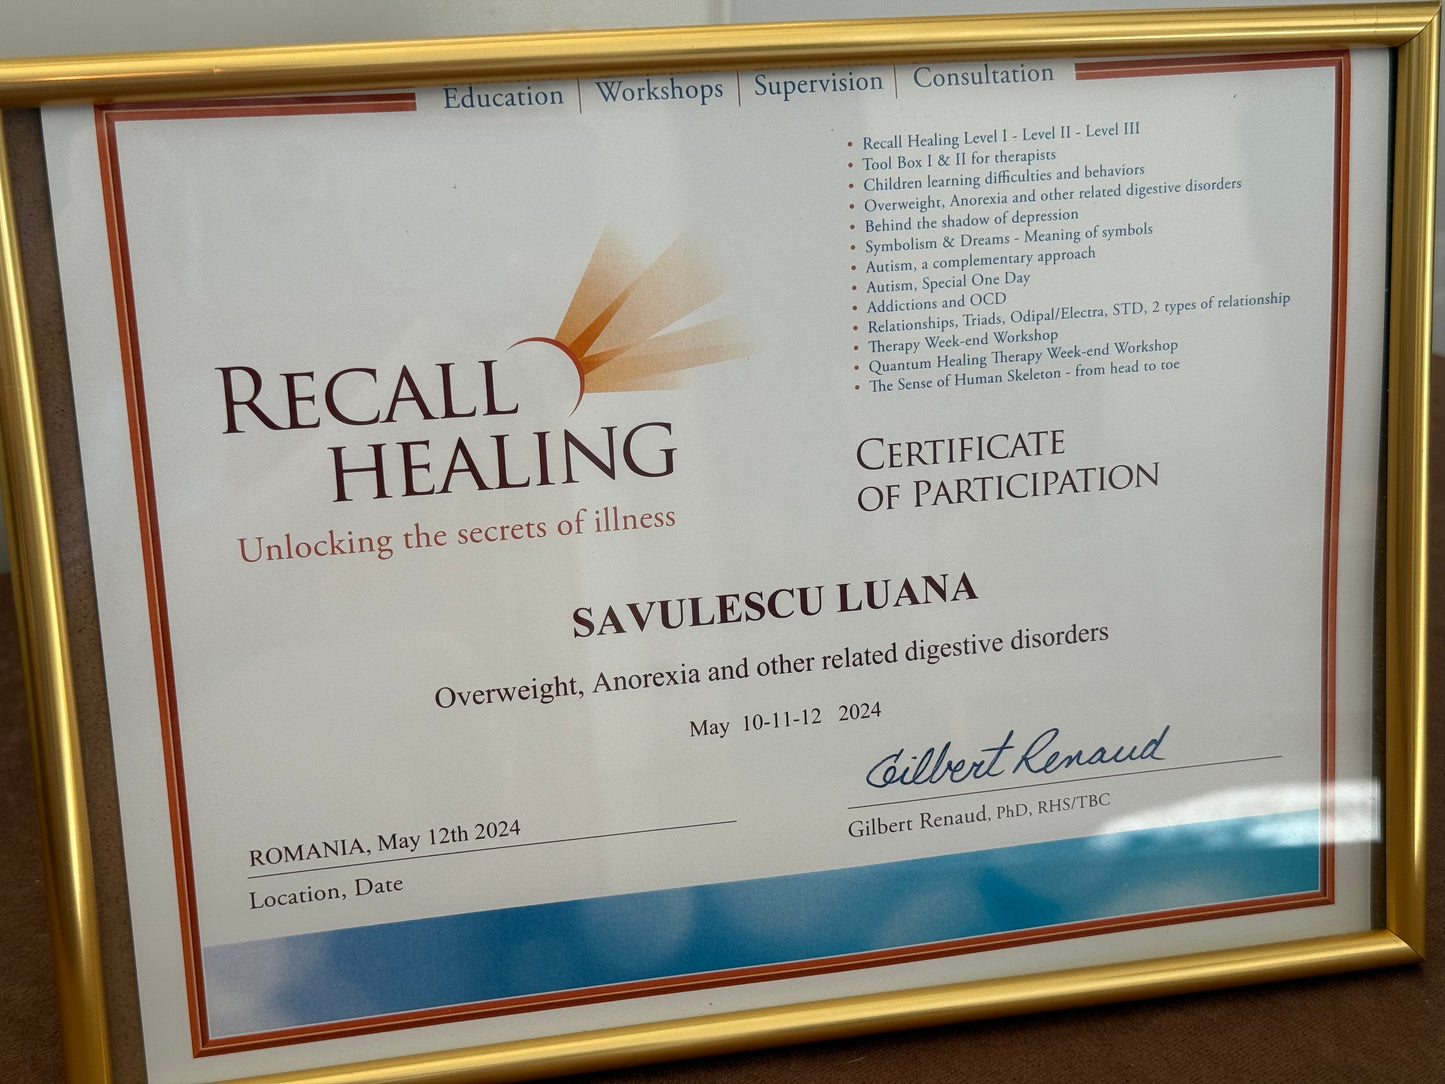 Education | Workshops | Supervision | Consultation
• Recall Healing Level I - Level II - Level III
• Tool Box I & II for therapists
• Children learning difficulties and behaviors
• Overweight, Anorexia and other related digestive disorders
• Behind the shadow of depression
• Symbolism & Dreams - Meaning of symbols
• Autism, a complementary approach
• Autism, Special One Day
• Addictions and OCD
• Relationships, Triads, Odipal/Electra, STD, 2 types of relationship
• Therapy Week-end Workshop
• Quantum Healing Therapy Week-end Workshop
• The Sense of Human Skeleton - from head to toe
RECALL
HEALING
Unlocking the secrets of illness
CERTIFICATE
OF PARTICIPATION
SAVULESCU LUANA
Overweight, Anorexia and other related digestive disorders
May 10-11-12 2024
Gilbert Renaud
Gilbert Renaud, PhD, RHS/TBC
ROMANIA, May 12th 2024
Location, Date